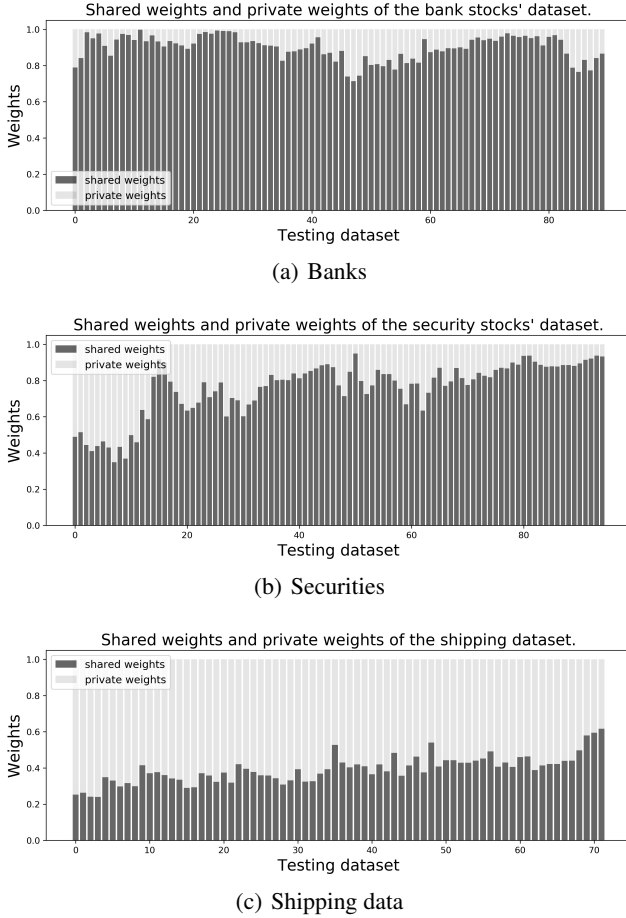 Shared weights and private weights of the bank stocks' dataset.
1.0
0.8
0.6
0.4
0.2
0.0
Weights
shared weights
private weights
0 20 40 60 80
Testing dataset
(a) Banks
Shared weights and private weights of the security stocks' dataset.
1.0
0.8
0.6
0.4
0.2
0.0
Weights
shared weights
private weights
0 20 40 60 80
Testing dataset
(b) Securities
Shared weights and private weights of the shipping dataset.
1.0
0.8
0.6
0.4
0.2
0.0
Weights
shared weights
private weights
0 10 20 30 40 50 60 70
Testing dataset
(c) Shipping data